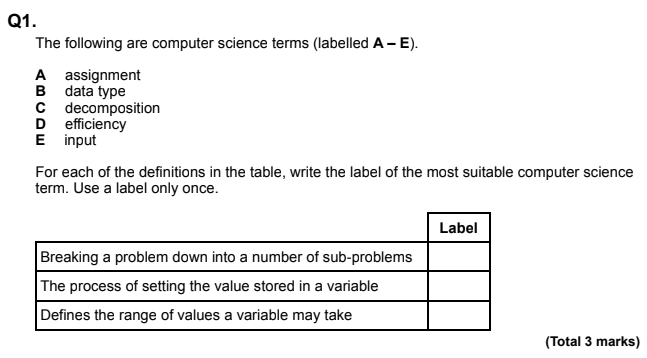 Q1.
The following are computer science terms (labelled A – E).
A assignment
B data type
C decomposition
D efficiency
E input
For each of the definitions in the table, write the label of the most suitable computer science
term. Use a label only once.
Label
Breaking a problem down into a number of sub-problems
The process of setting the value stored in a variable
Defines the range of values a variable may take
(Total 3 marks)